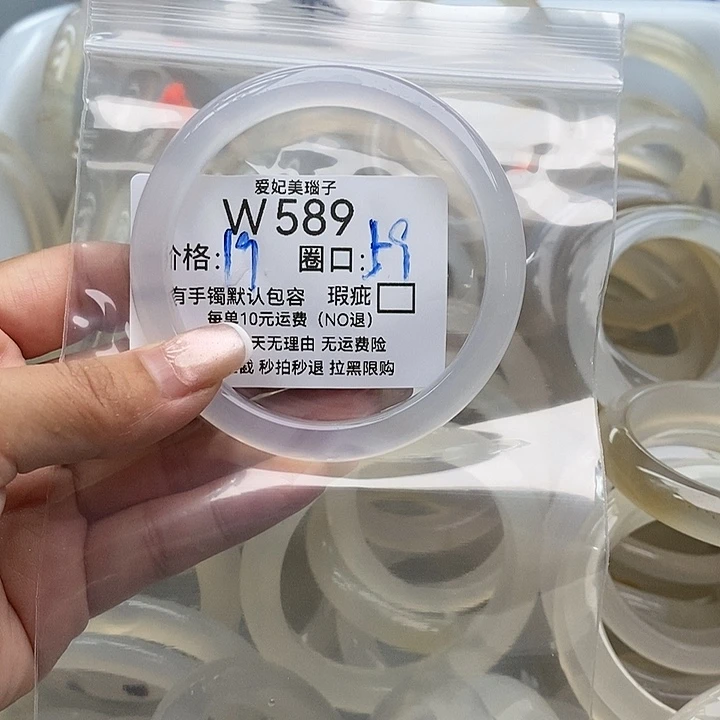 爱妃美瑙子
W589
价格:19 圈口:59
有手镯默认包容 瑕疵
每单10元运费（NO退）
天无理由 无运费险
戳 秒拍秒退 拉黑限购